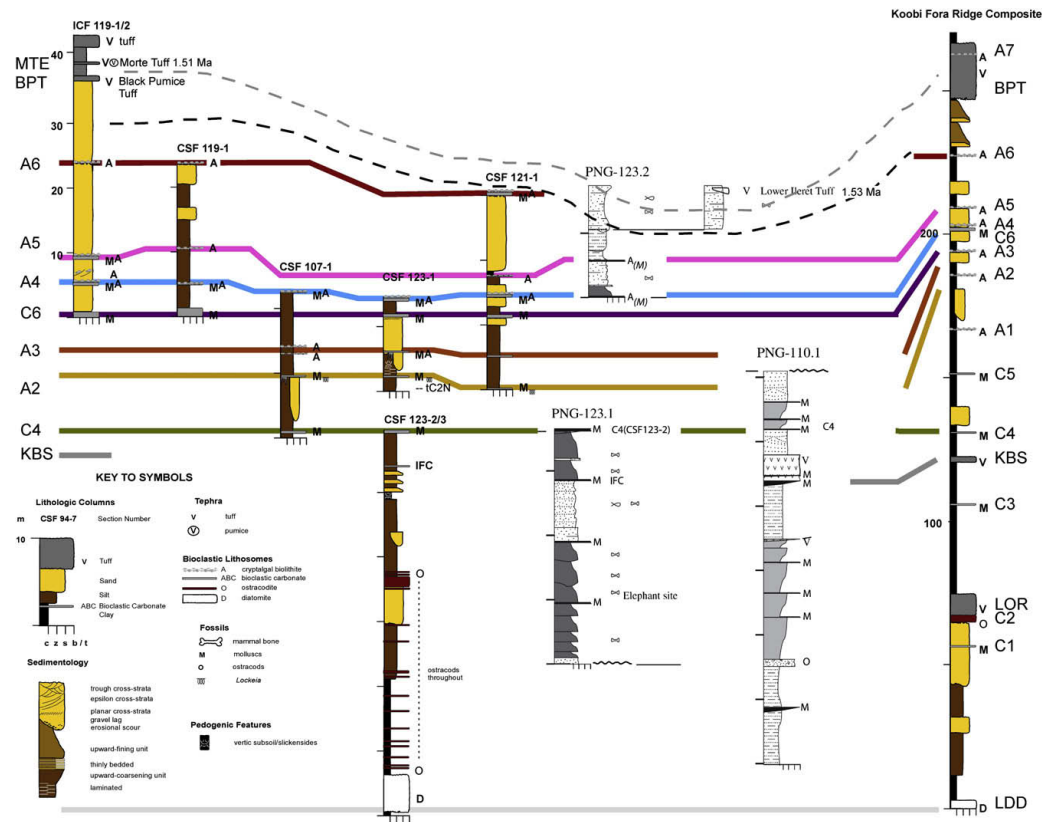 Koobi Fora Ridge Composite
ICF 119-1/2
V tuff
40
MTE
V V Morte Tuff 1.51 Ma
BPT
V Black Pumice
Tuff
30
A6
A
CSF 119-1
A
20
A5
10
M A
A
A
A4
M A
M A
C6
M
M
A3
A2
C4
KBS
CSF 107-1
M A
A
A
M
M
CSF 123-1
M A
M
M A
M
-- tC2N
CSF 121-1
M A
A
M A
M
M
PNG-123.2
A(M)
A(M)
V Lower Ileret Tuff 1.53 Ma
CSF 123-2/3
M
IFC
O
ostracods
throughout
O
D
PNG-123.1
M C4(CSF123-2)
M IFC
M
M
Elephant site
M
PNG-110.1
M
M
M C4
V
M
M
V
M
M
M
O
M
A7
A
V
BPT
A6
A
A5
A
A4
A
C6
M
200
A3
A
A2
A
A1
A
C5
M
C4
M
KBS
V
C3
M
100
LOR
V
C2
O
C1
M
LDD
D
KEY TO SYMBOLS
Lithologic Columns
m CSF 94-7 Section Number
10
V Tuff
Sand
Silt
ABC Bioclastic Carbonate
Clay
c z s b / t
Sedimentology
trough cross-strata
epsilon cross-strata
planar cross-strata
gravel lag
erosional scour
upward-fining unit
thinly bedded
upward-coarsening unit
laminated
Tephra
V tuff
V pumice
Bioclastic Lithosomes
A cryptalgal biolithite
ABC bioclastic carbonate
O ostracodite
D diatomite
Fossils
mammal bone
M molluscs
O ostracods
Lockeia
Pedogenic Features
vertic subsoil/slickensides